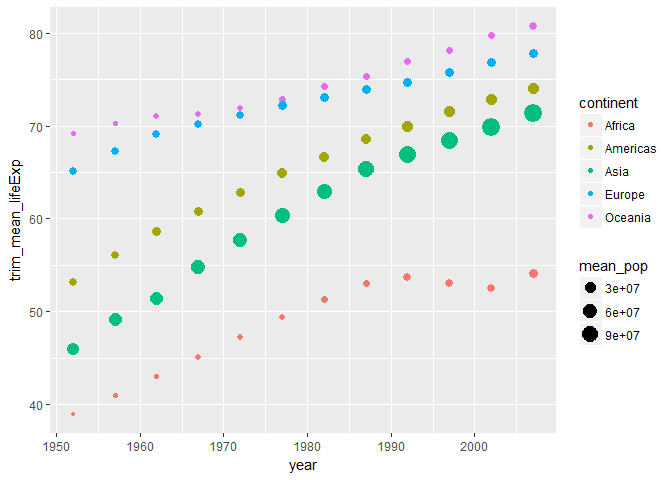 80
70
60
50
40
trim_mean_lifeExp
1950 1960 1970 1980 1990 2000
year
continent
Africa
Americas
Asia
Europe
Oceania
mean_pop
3e+07
6e+07
9e+07